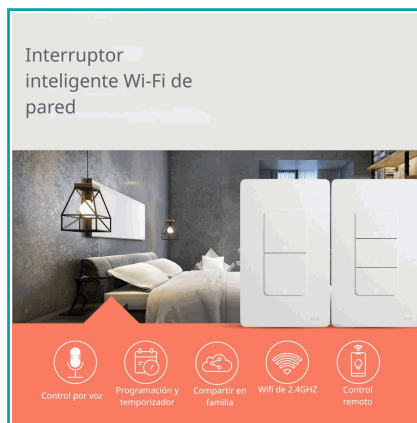 Interruptor
inteligente Wi-Fi de
pared
Control por voz
Programación y
temporizador
Compartir en
familia
Wifi de 2.4GHZ
Control
remoto